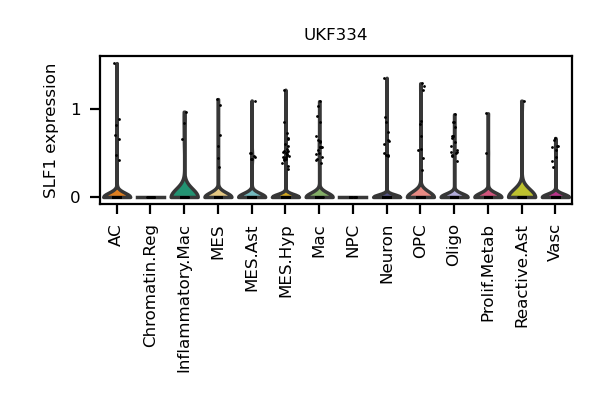 UKF334
SLF1 expression
1
0
AC
Chromatin.Reg
Inflammatory.Mac
MES
MES.Ast
MES.Hyp
Mac
NPC
Neuron
OPC
Oligo
Prolif.Metab
Reactive.Ast
Vasc